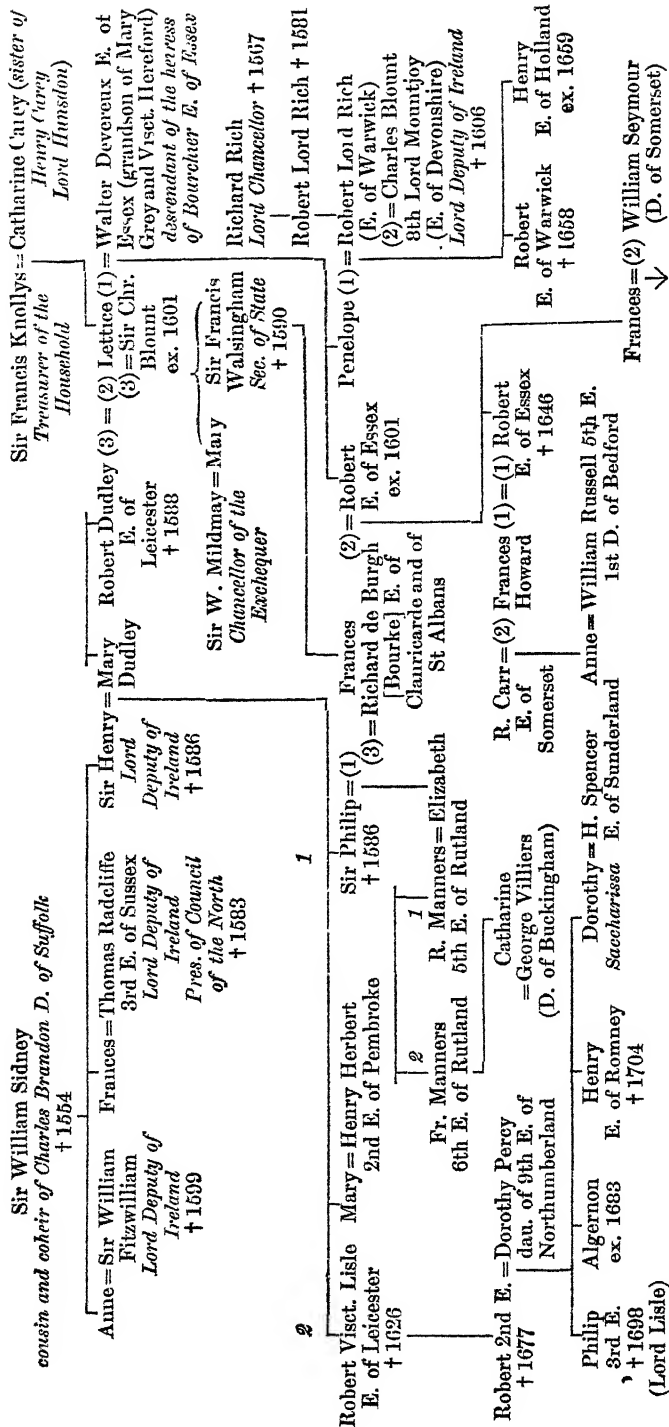 Sir William Sidney
cousin and coheir of Charles Brandon D. of Suffolk
†1554
Sir Francis Knollys = Catharine Carey (sister of
Treasurer of the
Household
Henry Carey
Lord Hunsdon)
Anne = Sir William
Fitzwilliam
Lord Deputy of
Ireland
†1599
Frances = Thomas Radcliffe
3rd E. of Sussex
Lord Deputy of
Ireland
Pres. of Council
of the North
†1583
Sir Henry = Mary
Lord
Deputy of
Ireland
†1586
Dudley
Robert Dudley (3) = (2) Lettice (1) = Walter Devereux E. of
E. of
Leicester
†1588
(3) = Sir Chr.
Blount
ex. 1601
Essex (grandson of Mary
Grey and Visct. Hereford)
descendant of the heiress
of Bourchier E. of Essex
Sir W. Mildmay = Mary
Chancellor of the
Exchequer
Sir Francis
Walsingham
Sec. of State
†1590
Richard Rich
Lord Chancellor †1567
Robert Lord Rich †1581
2
1
Robert Visct. Lisle
E. of Leicester
†1626
Mary = Henry Herbert
2nd E. of Pembroke
Sir Philip = (1)
†1586
Frances
(2) = Robert
E. of Essex
ex. 1601
(3) = Richard de Burgh
[Bourke] E. of
Clanricarde and of
St Albans
Penelope (1) = Robert Lord Rich
(E. of Warwick)
(2) = Charles Blount
8th Lord Mountjoy
(E. of Devonshire)
Lord Deputy of Ireland
†1606
2
Fr. Manners
6th E. of Rutland
1
R. Manners = Elizabeth
5th E. of Rutland
Catharine
= George Villiers
(D. of Buckingham)
R. Carr = (2) Frances (1) = (1) Robert
E. of
Somerset
Howard
E. of Essex
†1646
Robert
E. of Warwick
†1658
Henry
E. of Holland
ex. 1659
Frances = (2) William Seymour
(D. of Somerset)
Robert 2nd E. = Dorothy Percy
†1677
dau. of 9th E. of
Northumberland
Anne = William Russell 5th E.
1st D. of Bedford
Philip
3rd E.
†1698
(Lord Lisle)
Algernon
ex. 1683
Henry
E. of Romney
†1704
Dorothy = H. Spencer
Saccharissa E. of Sunderland